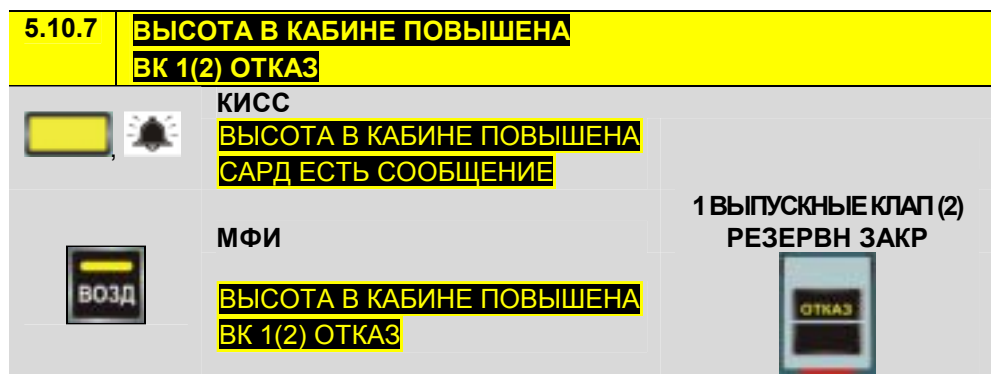 5.10.7 ВЫСОТА В КАБИНЕ ПОВЫШЕНА
ВК 1(2) ОТКАЗ
КИСС
ВЫСОТА В КАБИНЕ ПОВЫШЕНА
САРД ЕСТЬ СООБЩЕНИЕ
,
1 ВЫПУСКНЫЕ КЛАП (2)
РЕЗЕРВН ЗАКР
МФИ
ВОЗД
ВЫСОТА В КАБИНЕ ПОВЫШЕНА
ВК 1(2) ОТКАЗ
ОТКАЗ